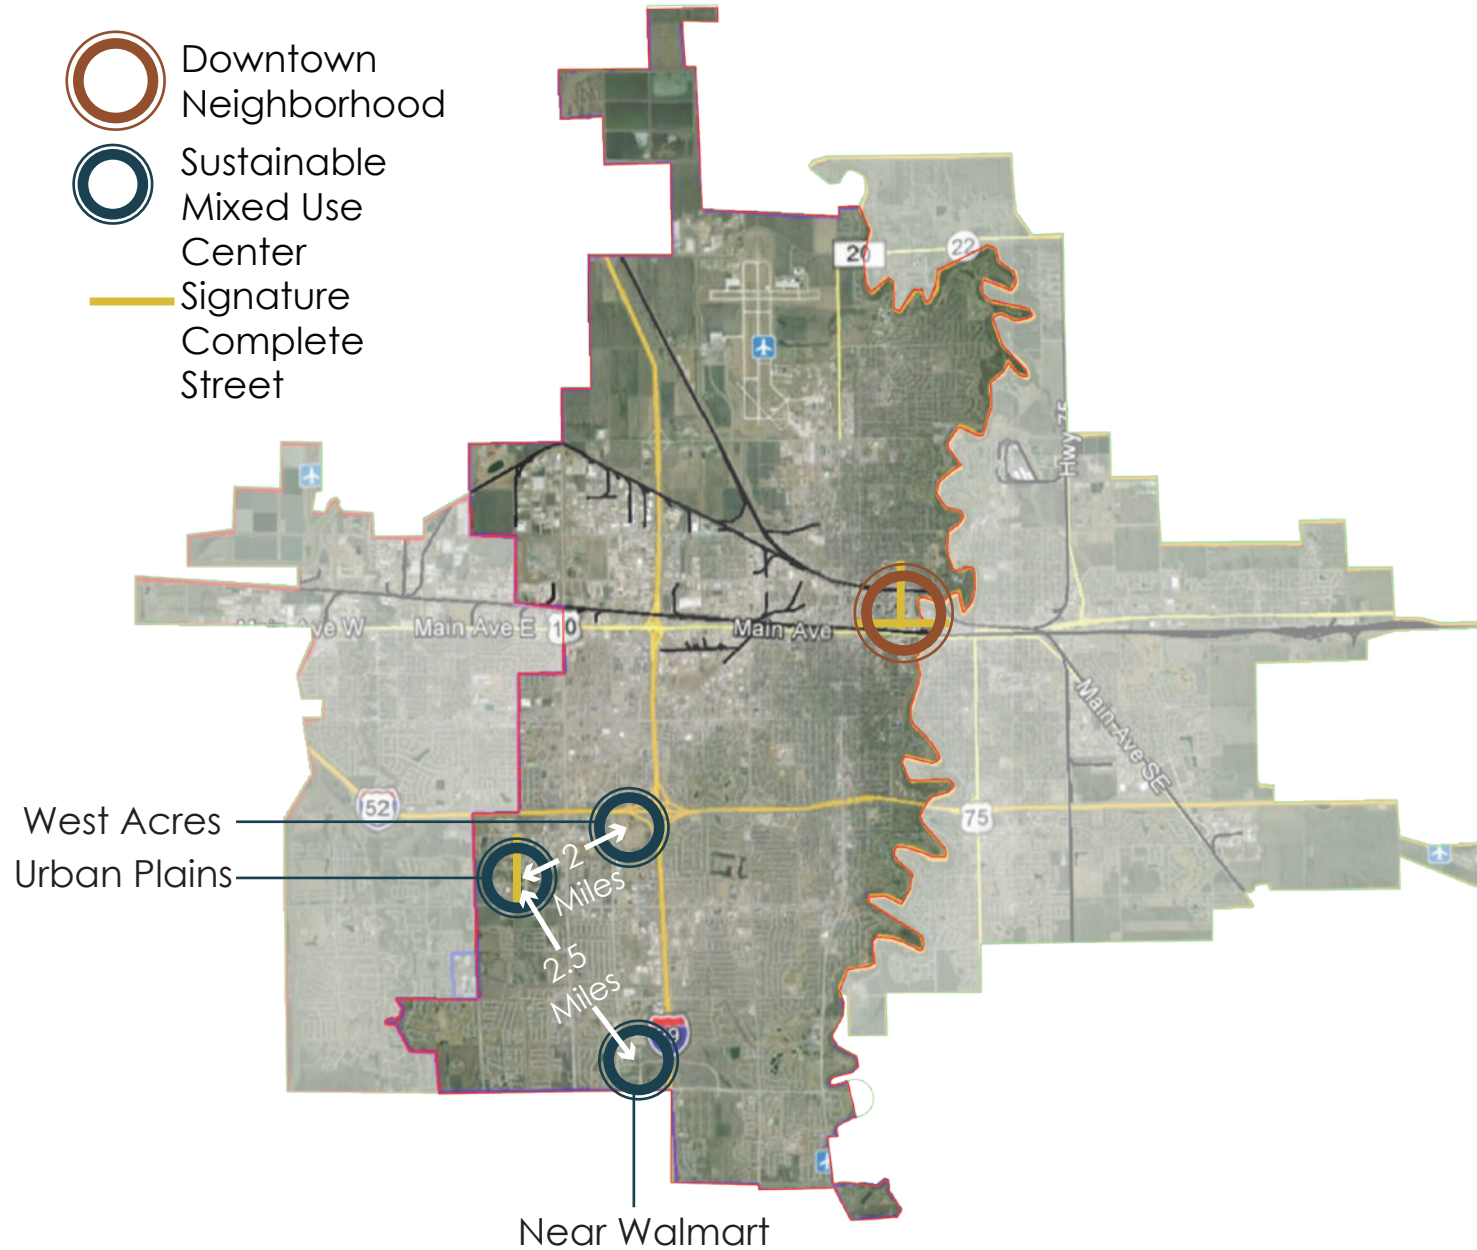 Downtown
Neighborhood
Sustainable
Mixed Use
Center
Signature
Complete
Street
20
22
Hwy 75
Main Ave W
Main Ave E
10
Main Ave
Main Ave SE
52
75
West Acres
Urban Plains
2
Miles
2.5
Miles
Near Walmart